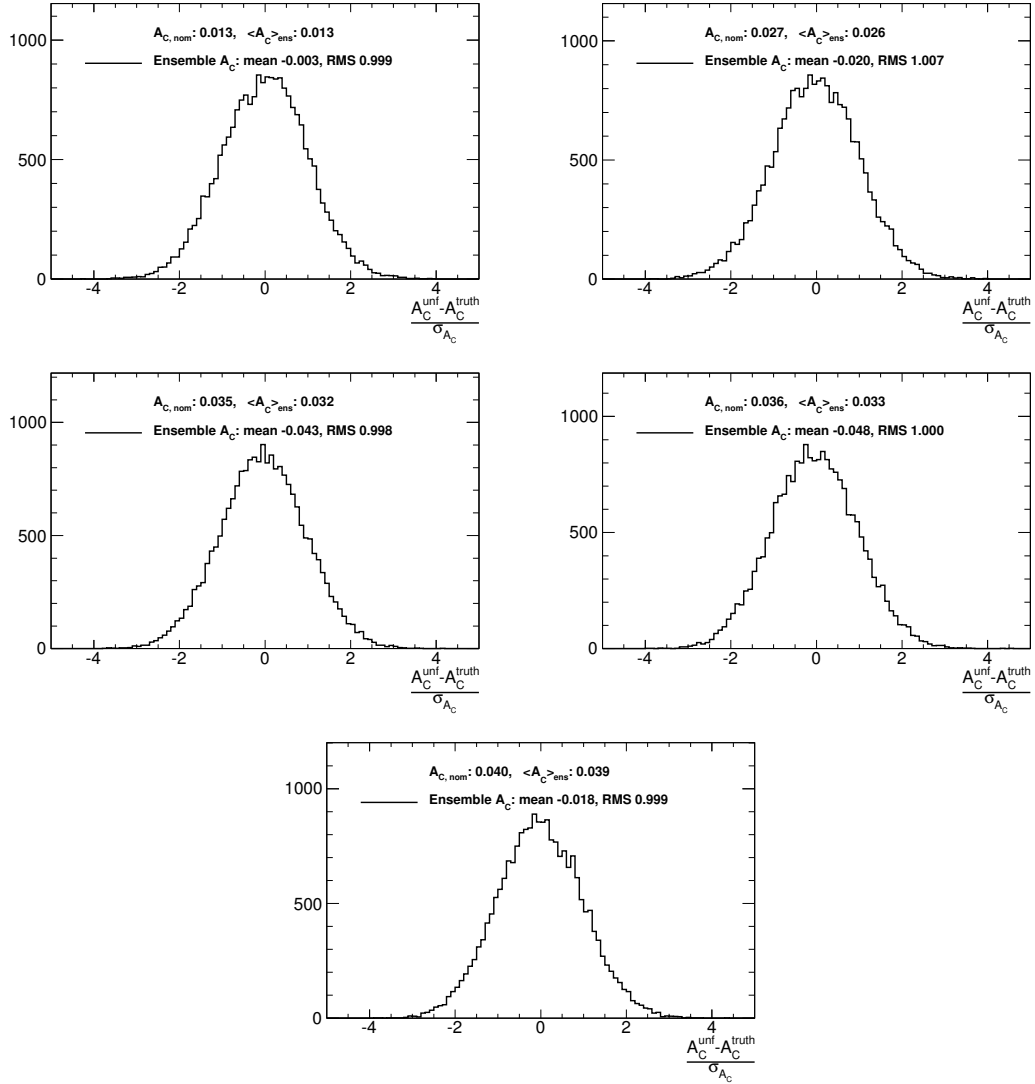 A_C, nom: 0.013, <A_C>_ens: 0.013
Ensemble A_C: mean -0.003, RMS 0.999
1000
500
0
-4 -2 0 2 4
A_C^unf-A_C^truth
σ_A_C
A_C, nom: 0.027, <A_C>_ens: 0.026
Ensemble A_C: mean -0.020, RMS 1.007
1000
500
0
-4 -2 0 2 4
A_C^unf-A_C^truth
σ_A_C
A_C, nom: 0.035, <A_C>_ens: 0.032
Ensemble A_C: mean -0.043, RMS 0.998
1000
500
0
-4 -2 0 2 4
A_C^unf-A_C^truth
σ_A_C
A_C, nom: 0.036, <A_C>_ens: 0.033
Ensemble A_C: mean -0.048, RMS 1.000
1000
500
0
-4 -2 0 2 4
A_C^unf-A_C^truth
σ_A_C
A_C, nom: 0.040, <A_C>_ens: 0.039
Ensemble A_C: mean -0.018, RMS 0.999
1000
500
0
-4 -2 0 2 4
A_C^unf-A_C^truth
σ_A_C